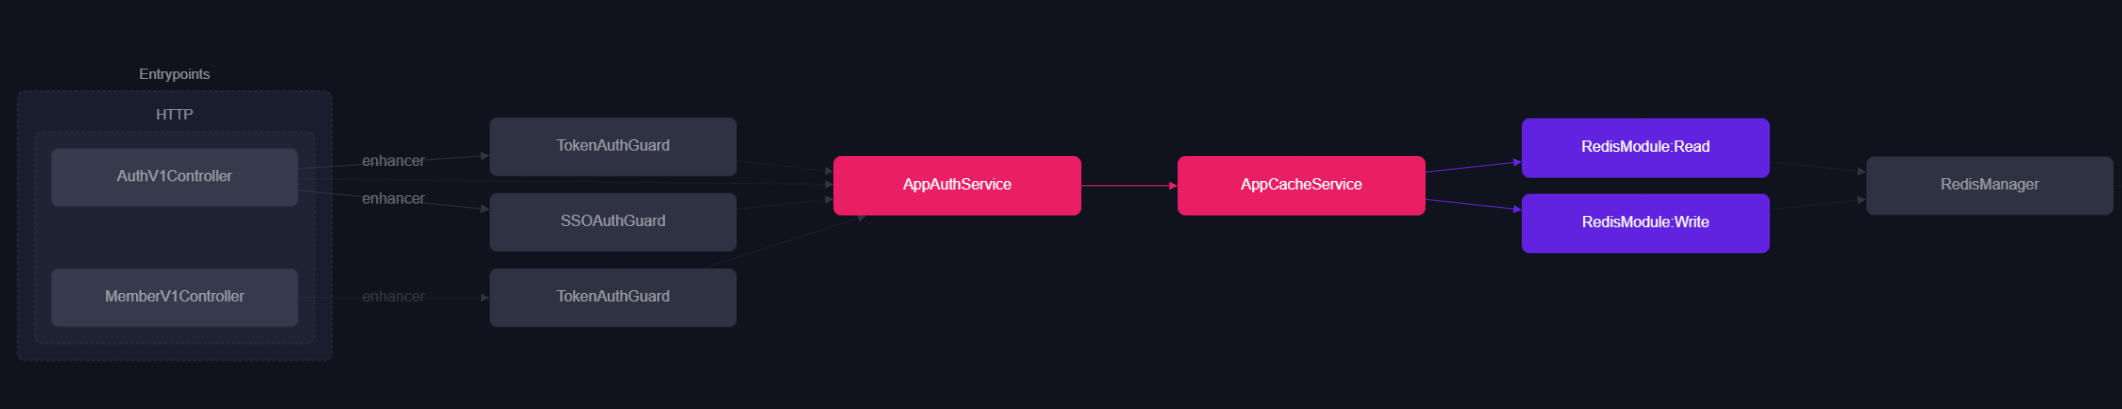 Entrypoints
HTTP
AuthV1Controller
MemberV1Controller
enhancer
enhancer
enhancer
TokenAuthGuard
SSOAuthGuard
TokenAuthGuard
AppAuthService
AppCacheService
RedisModule:Read
RedisModule:Write
RedisManager